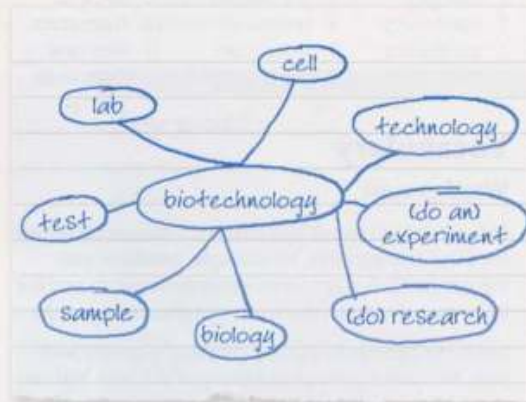 cell
lab
technology
biotechnology
(do an)
experiment
test
sample
biology
(do) research